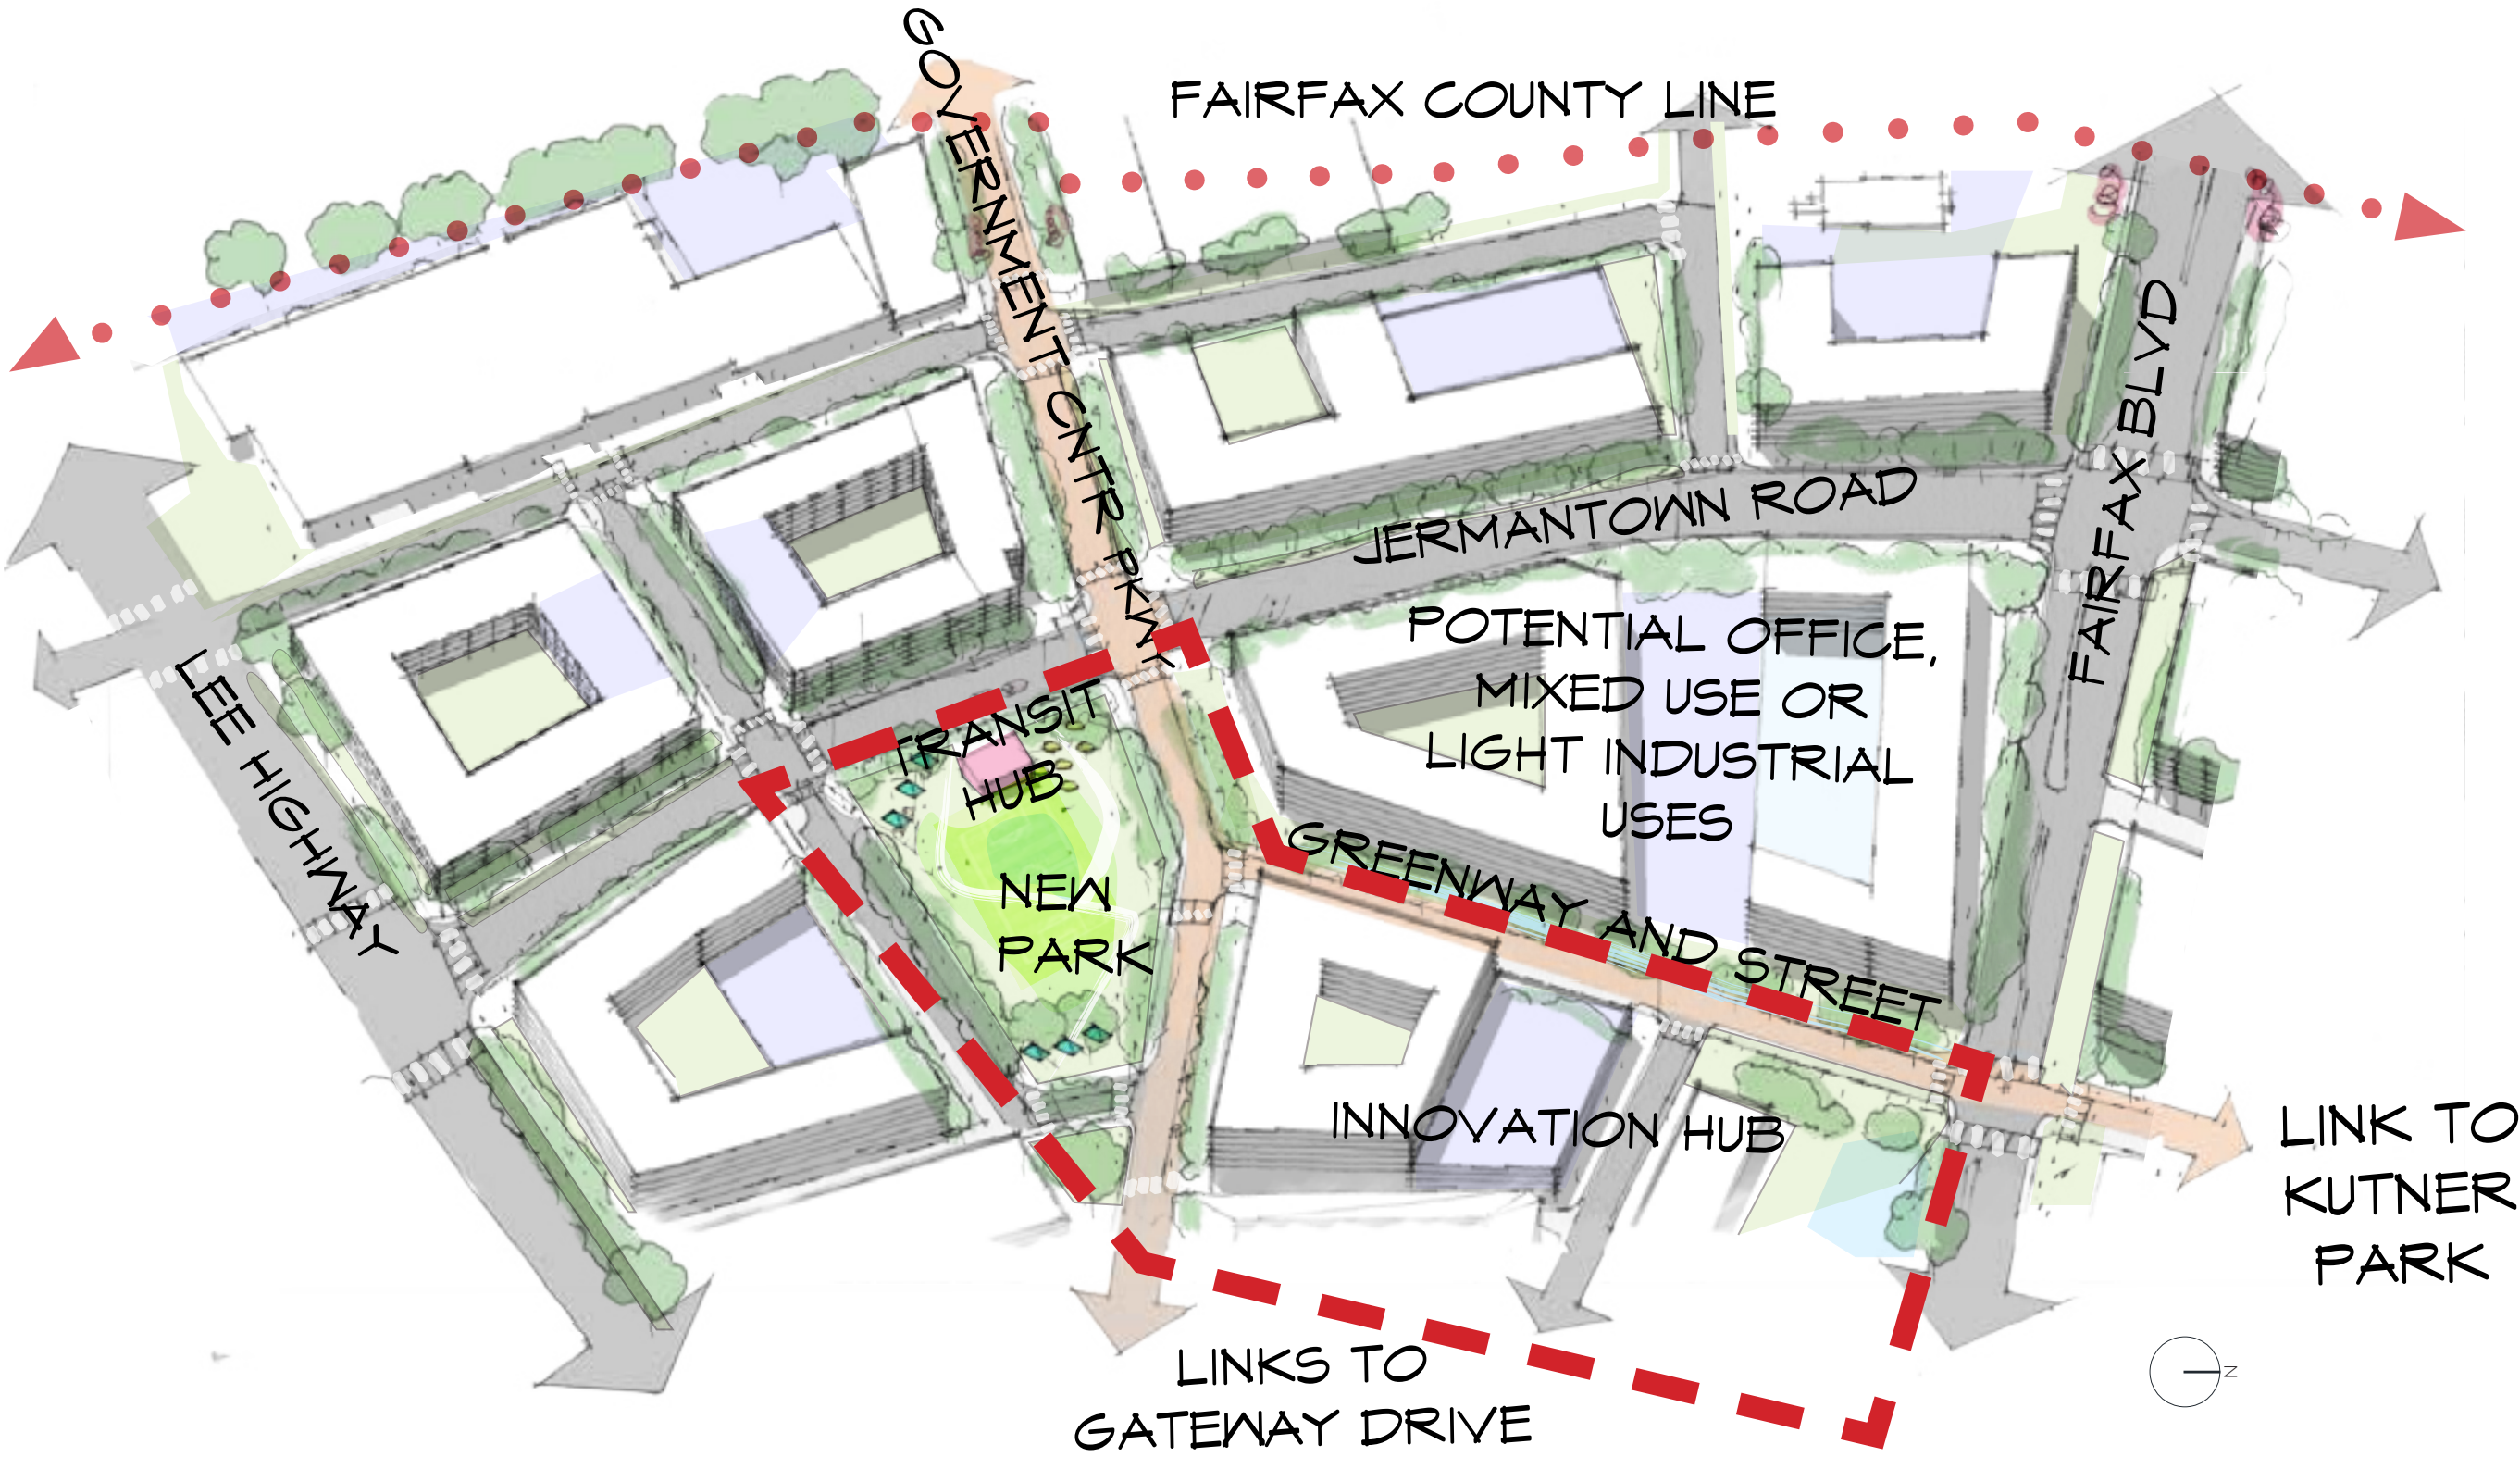 GOVERNMENT CNTR PKWY
FAIRFAX COUNTY LINE
FAIRFAX BLVD
JERMANTOWN ROAD
LEE HIGHWAY
TRANSIT
HUB
POTENTIAL OFFICE,
MIXED USE OR
LIGHT INDUSTRIAL
USES
NEW
PARK
GREENWAY AND STREET
INNOVATION HUB
LINK TO
KUTNER
PARK
LINKS TO
GATEWAY DRIVE
N